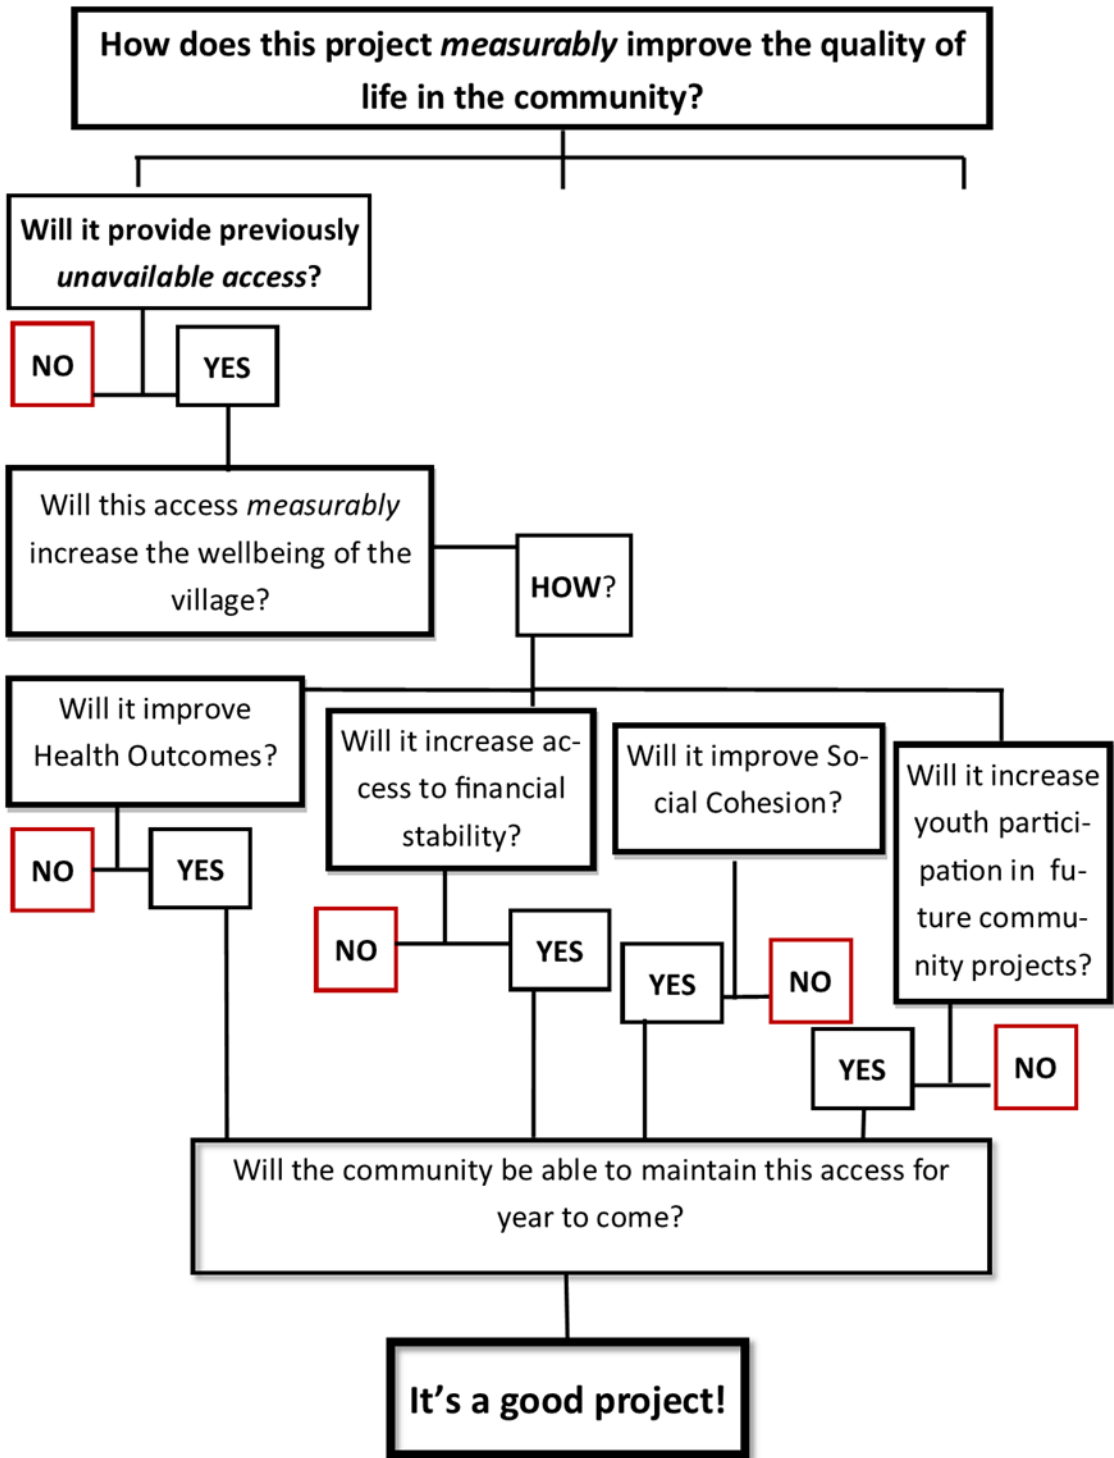 How does this project measurably improve the quality of
life in the community?
Will it provide previously
unavailable access?
NO
YES
Will this access measurably
increase the wellbeing of the
village?
HOW?
Will it improve
Health Outcomes?
NO
YES
Will it increase ac-
cess to financial
stability?
NO
YES
Will it improve So-
cial Cohesion?
YES
NO
Will it increase
youth partici-
pation in fu-
ture commu-
nity projects?
YES
NO
Will the community be able to maintain this access for
year to come?
It’s a good project!